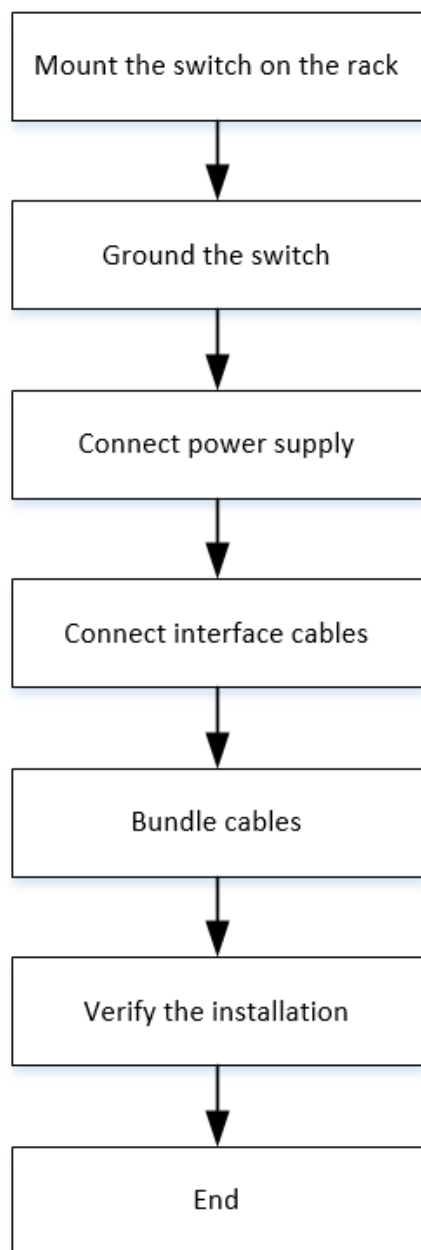 Mount the switch on the rack
Ground the switch
Connect power supply
Connect interface cables
Bundle cables
Verify the installation
End